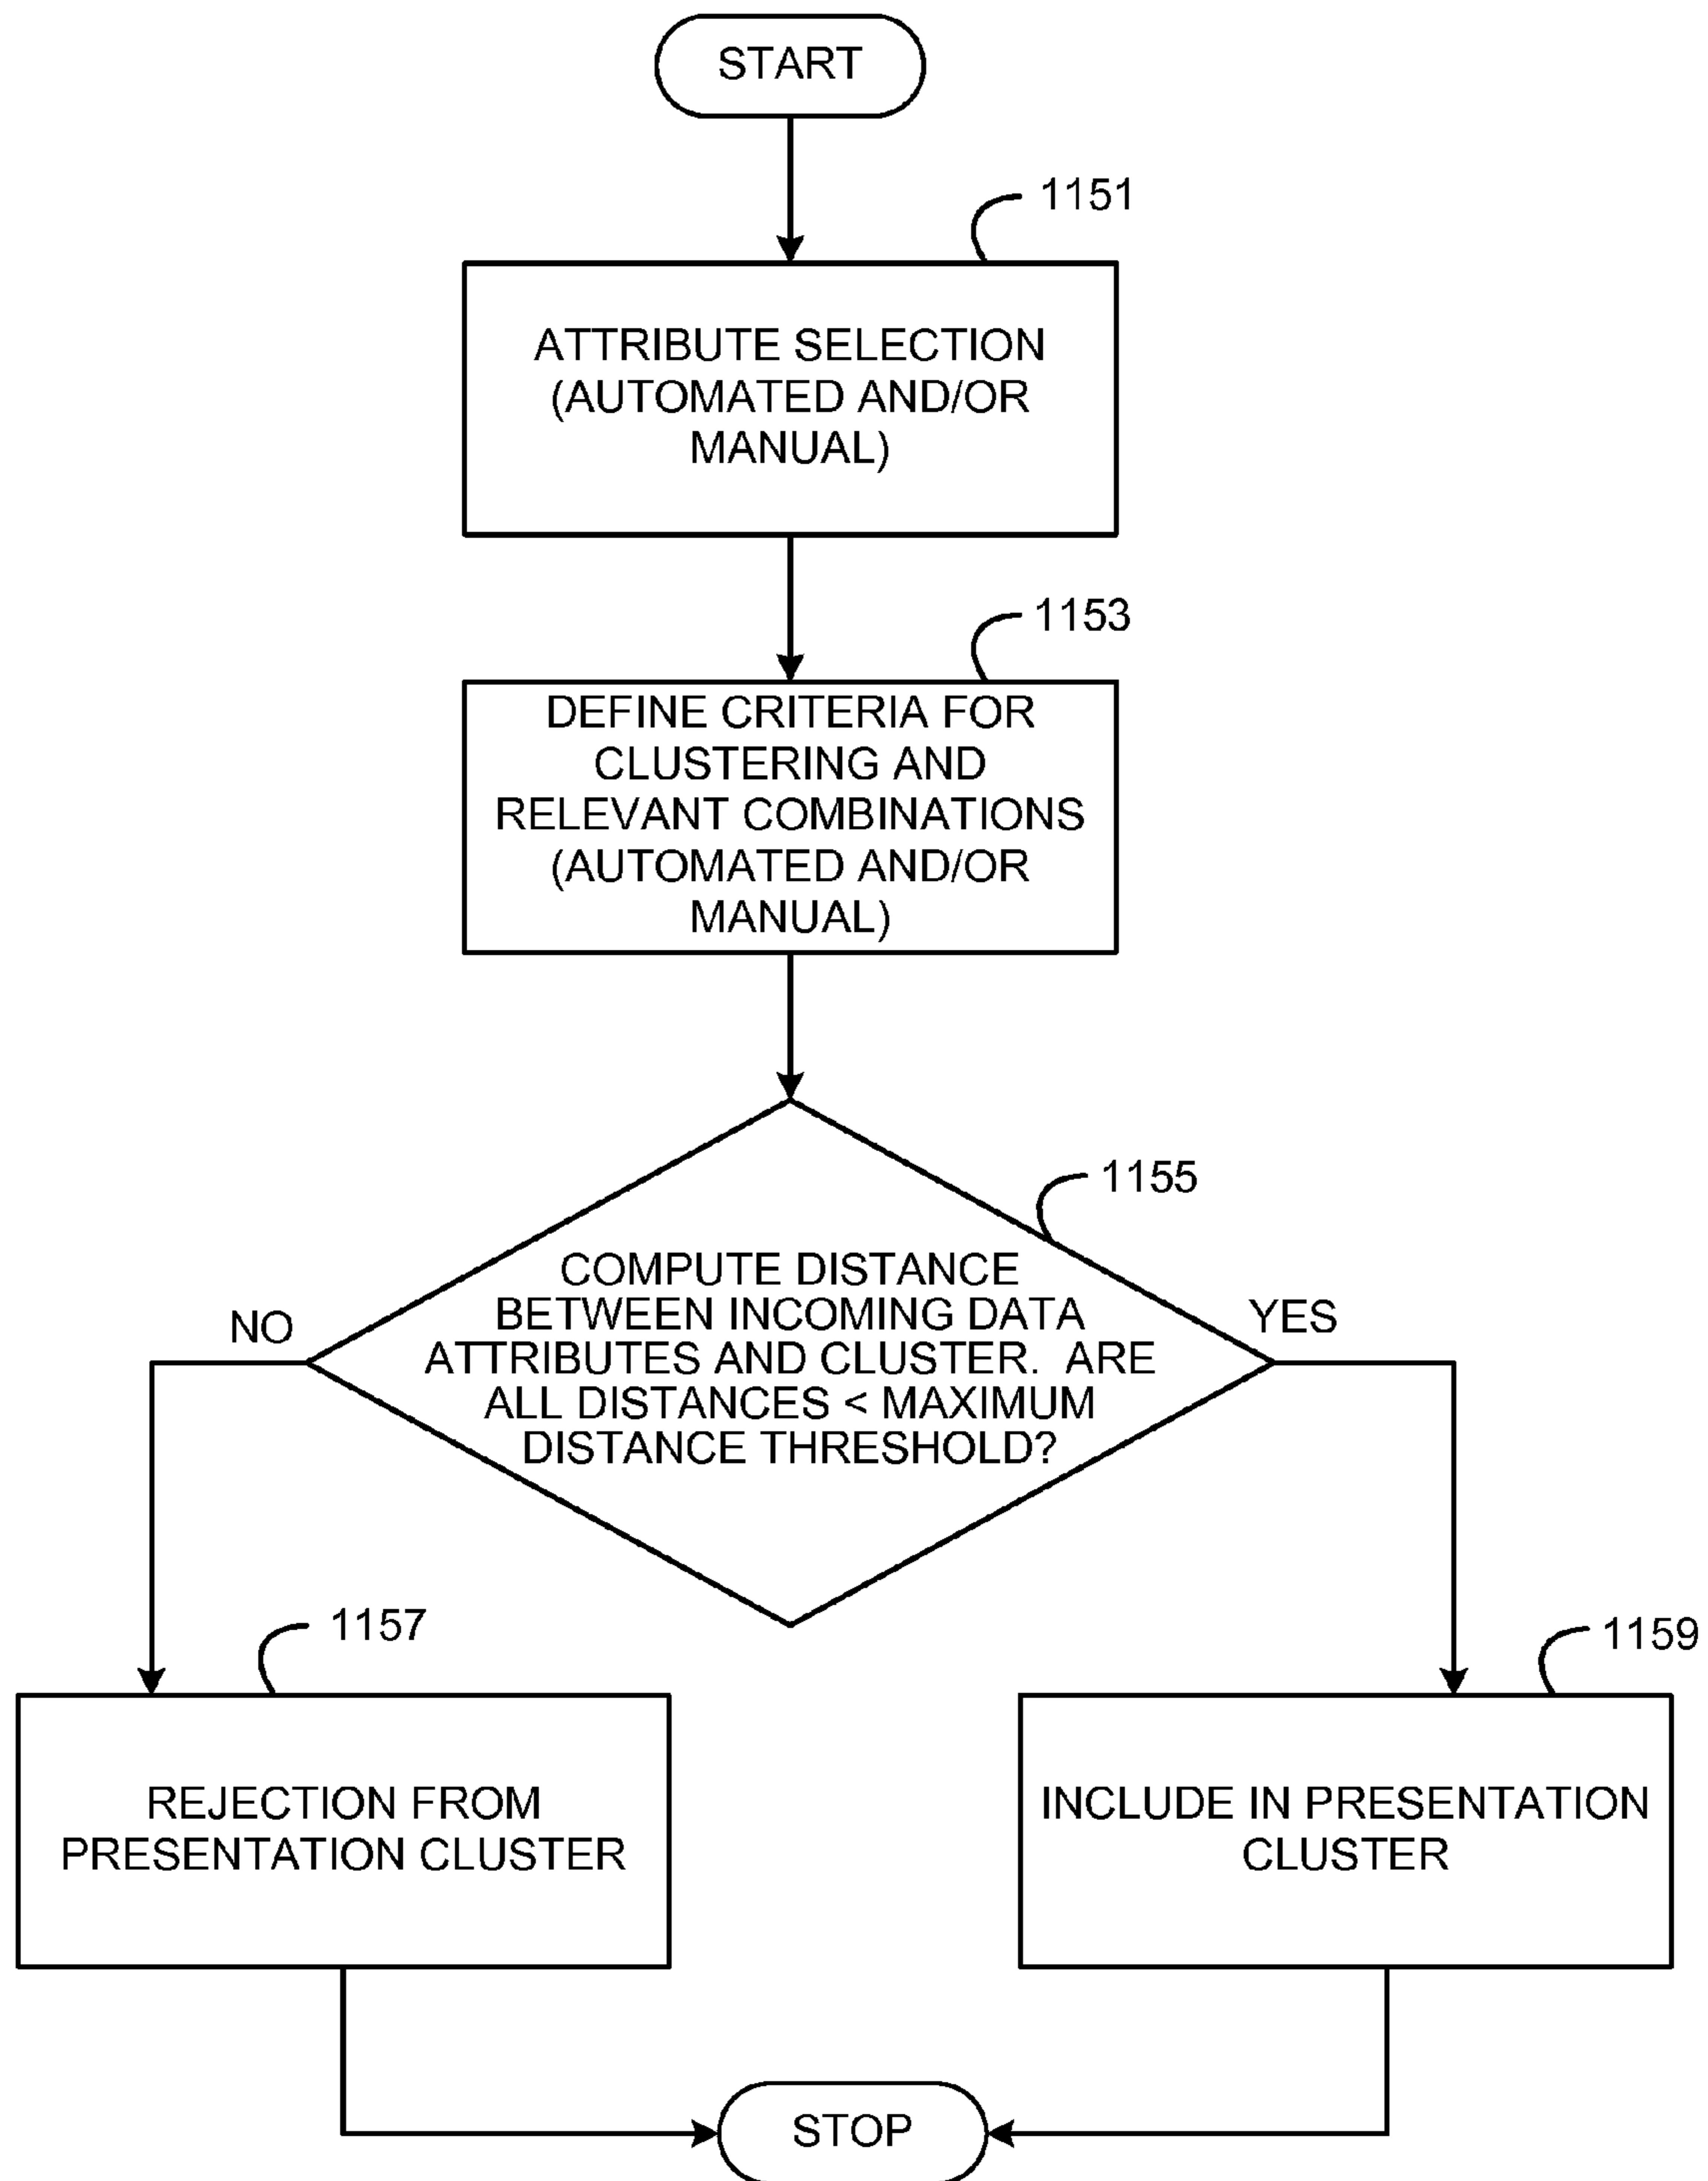 START
1151
ATTRIBUTE SELECTION
(AUTOMATED AND/OR
MANUAL)
1153
DEFINE CRITERIA FOR
CLUSTERING AND
RELEVANT COMBINATIONS
(AUTOMATED AND/OR
MANUAL)
1155
COMPUTE DISTANCE
BETWEEN INCOMING DATA
ATTRIBUTES AND CLUSTER. ARE
ALL DISTANCES < MAXIMUM
DISTANCE THRESHOLD?
NO
YES
1157
REJECTION FROM
PRESENTATION CLUSTER
1159
INCLUDE IN PRESENTATION
CLUSTER
STOP